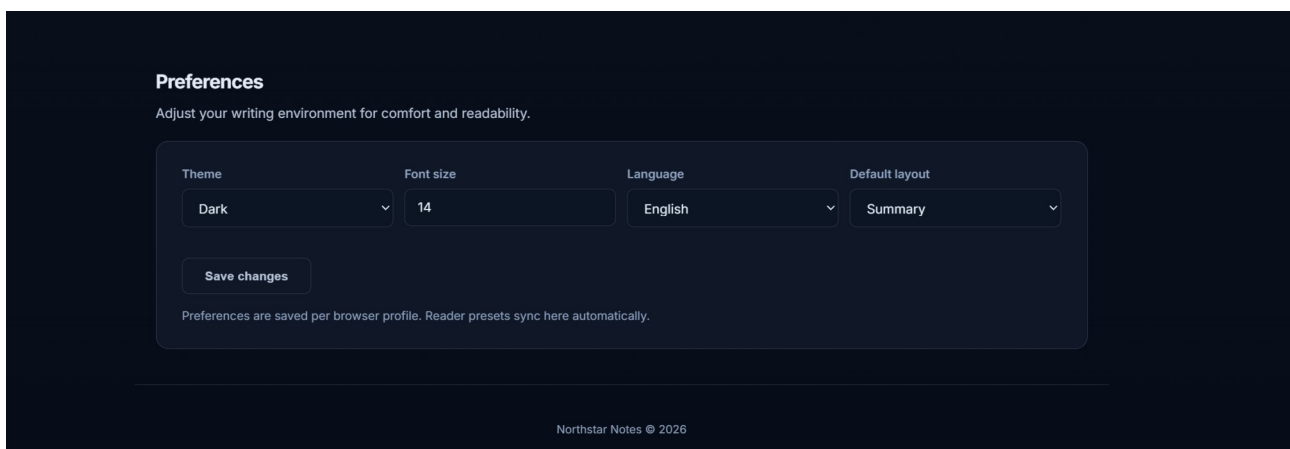 Preferences
Adjust your writing environment for comfort and readability.
Theme
Dark
Font size
14
Language
English
Default layout
Summary
Save changes
Preferences are saved per browser profile. Reader presets sync here automatically.
Northstar Notes © 2026